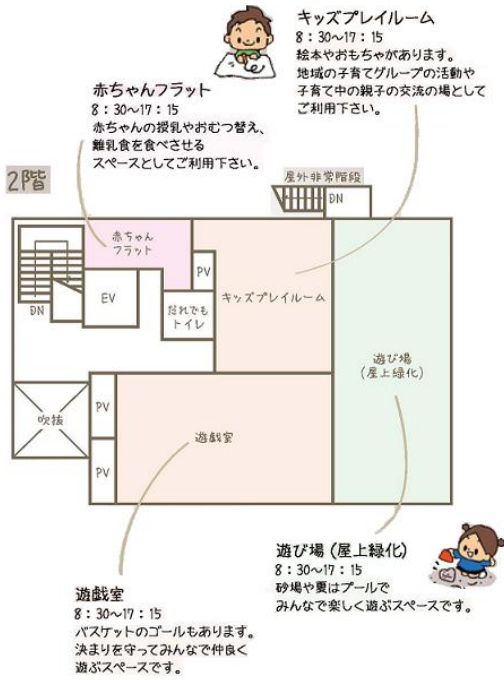 キッズプレイルーム
8：30～17：15
絵本やおもちゃがあります。
地域の子育てグループの活動や
子育て中の親子の交流の場として
ご利用下さい。
赤ちゃんフラット
8：30～17：15
赤ちゃんの授乳やおむつ替え、
離乳食を食べさせる
スペースとしてご利用下さい。
2階
屋外非常階段
DN
赤ちゃん
フラット
PV
キッズプレイルーム
EV
だれでも
トイレ
DN
遊び場
(屋上緑化)
吹抜
PV
遊戯室
PV
遊び場 (屋上緑化)
8：30～17：15
砂場や夏はプールで
みんなで楽しく遊ぶスペースです。
遊戯室
8：30～17：15
バスケットのゴールもあります。
決まりを守ってみんなで仲良く
遊ぶスペースです。